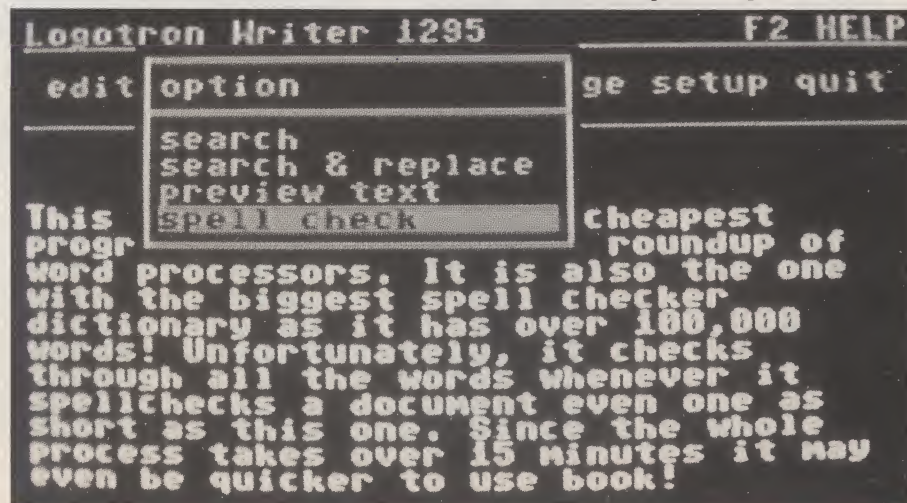 Logotron Writer 1295 F2 HELP
edit option ge setup quit
search
search & replace
preview text
This spell check cheapest
progr roundup of
word processors. It is also the one
with the biggest spell checker
dictionary as it has over 100,000
words! Unfortunately, it checks
through all the words whenever it
spellchecks a document even one as
short as this one. Since the whole
process takes over 15 minutes it may
even be quicker to use book!